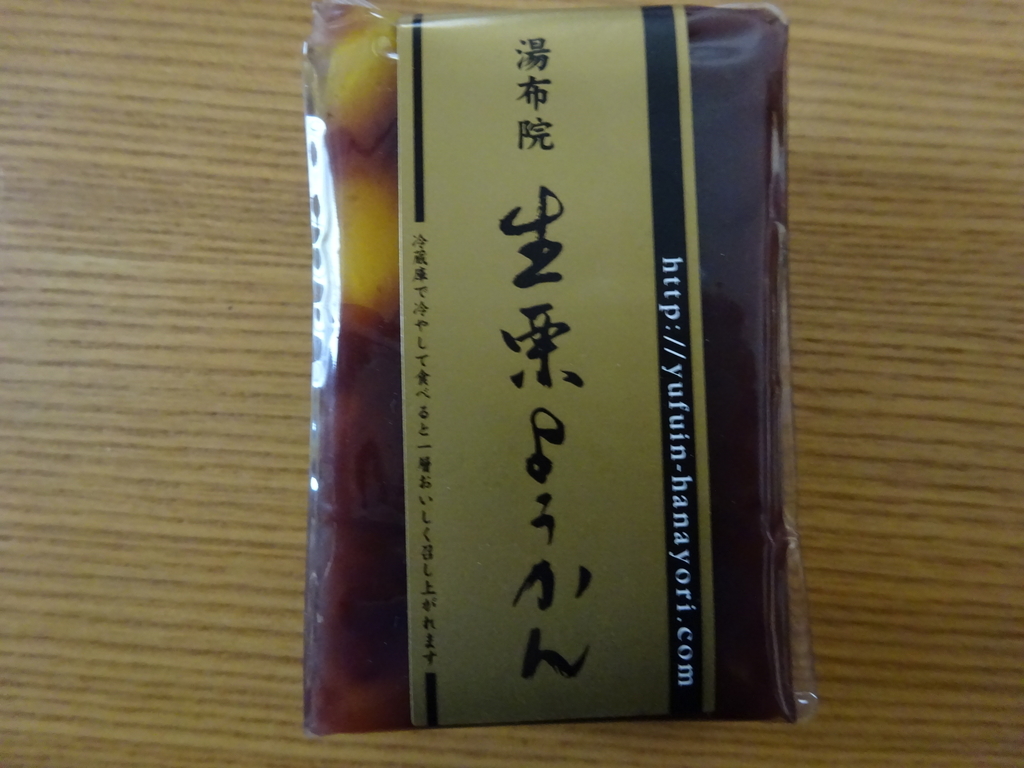 湯布院
生栗ようかん
冷蔵庫で冷やして食べると一層おいしく召し上がれます
http://yufuin-hanayori.com